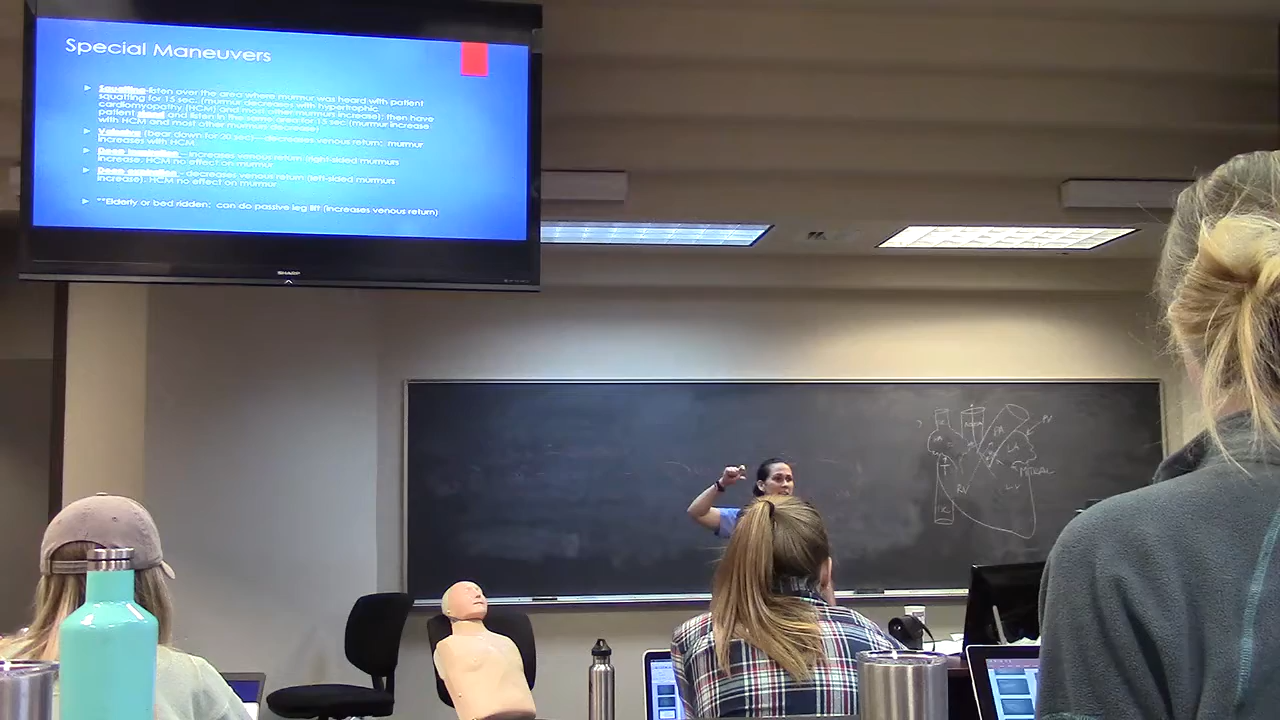 Special Maneuvers
Squatting-listen over the area where murmur was heard with patient
squatting for 15 sec. (murmur decreases with hypertrophic
cardiomyopathy (HCM) and most other murmurs increase); then have
patient stand and listen in the same area for 15 sec (murmur increase
with HCM and most other murmurs decrease)
Valsalva (bear down for 20 sec)- decreases venous return; murmur
increases with HCM
Deep inspiration - increases venous return (right-sided murmurs
increase; HCM no effect on murmur
Deep expiration - decreases venous return (left-sided murmurs
increase); HCM no effect on murmur
**Elderly or bed ridden: can do passive leg lift (increases venous return)
SHARP
PA
PV
LA
MITRAL
RV
LV